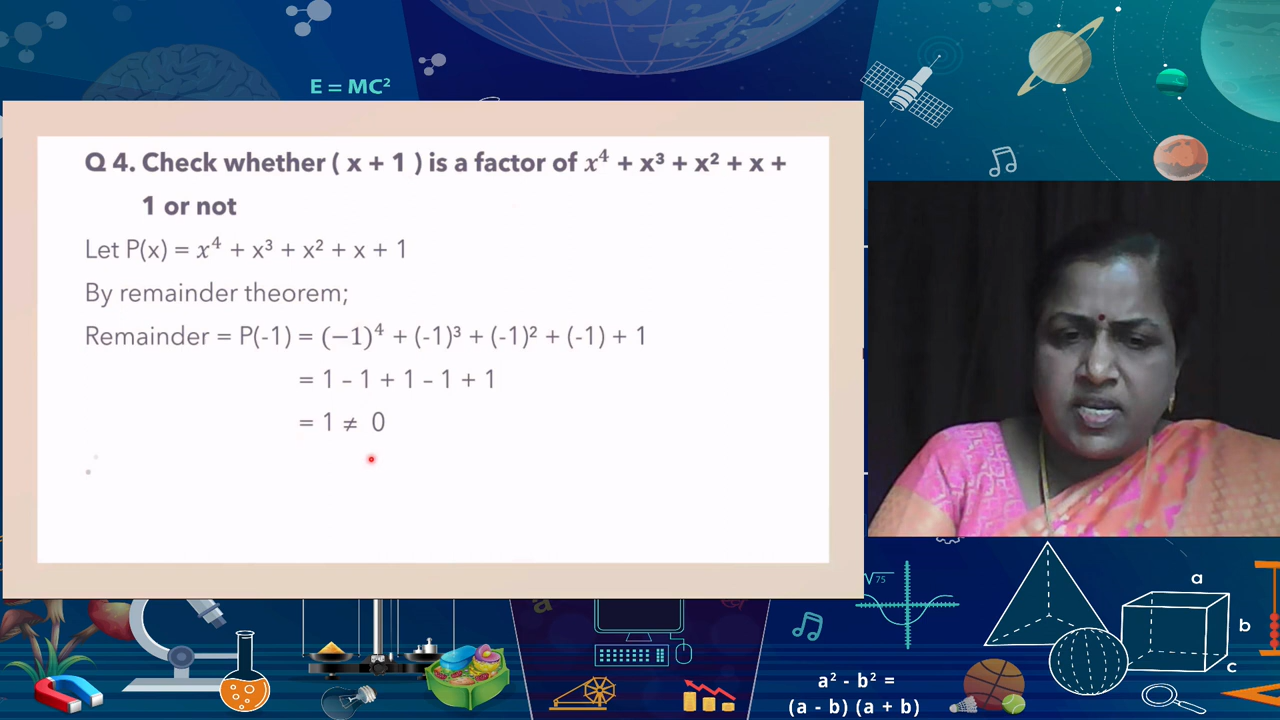 E = MC²
Q 4. Check whether ( x + 1 ) is a factor of x⁴ + x³ + x² + x +
1 or not
Let P(x) = x⁴ + x³ + x² + x + 1
By remainder theorem;
Remainder = P(-1) = (−1)⁴ + (-1)³ + (-1)² + (-1) + 1
= 1 – 1 + 1 – 1 + 1
= 1 ≠ 0
√75
a
b
c
a² - b² =
(a - b) (a + b)